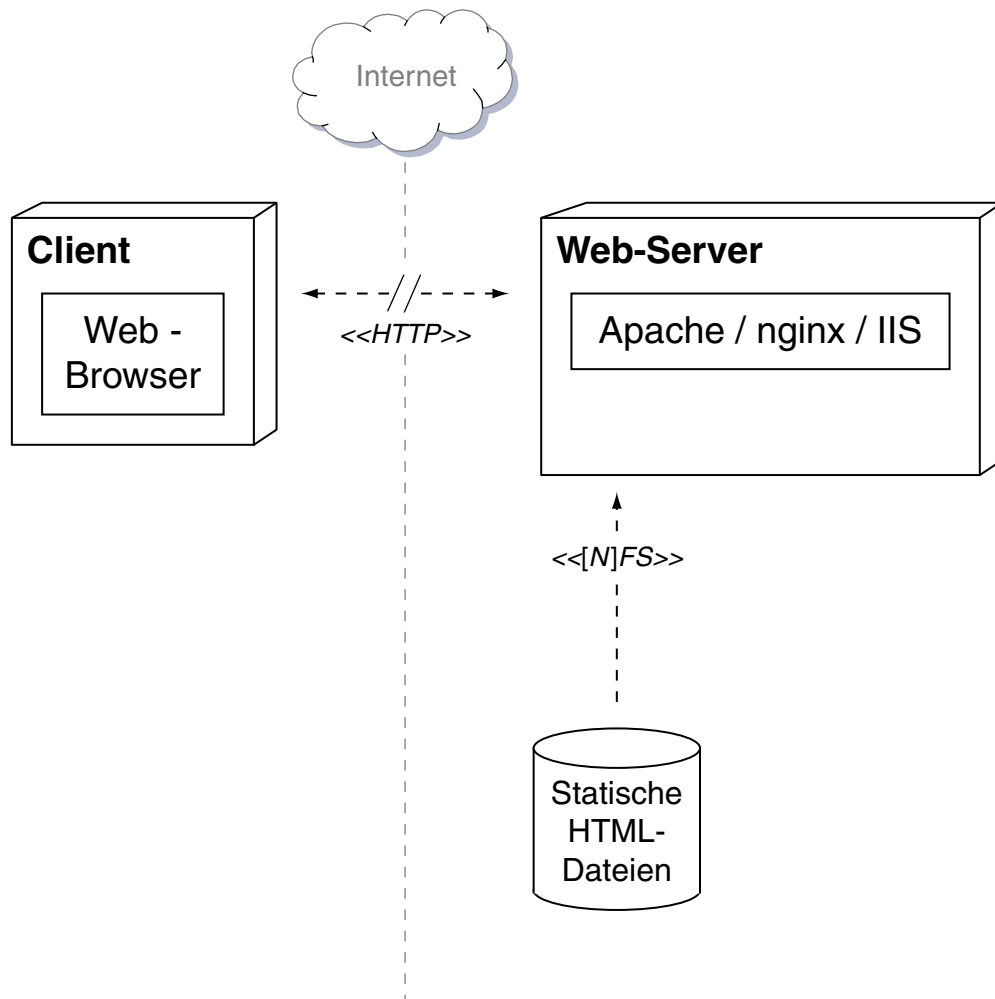 Internet
Client
Web -
Browser
<<HTTP>>
Web-Server
Apache / nginx / IIS
<<[N]FS>>
Statische
HTML-
Dateien